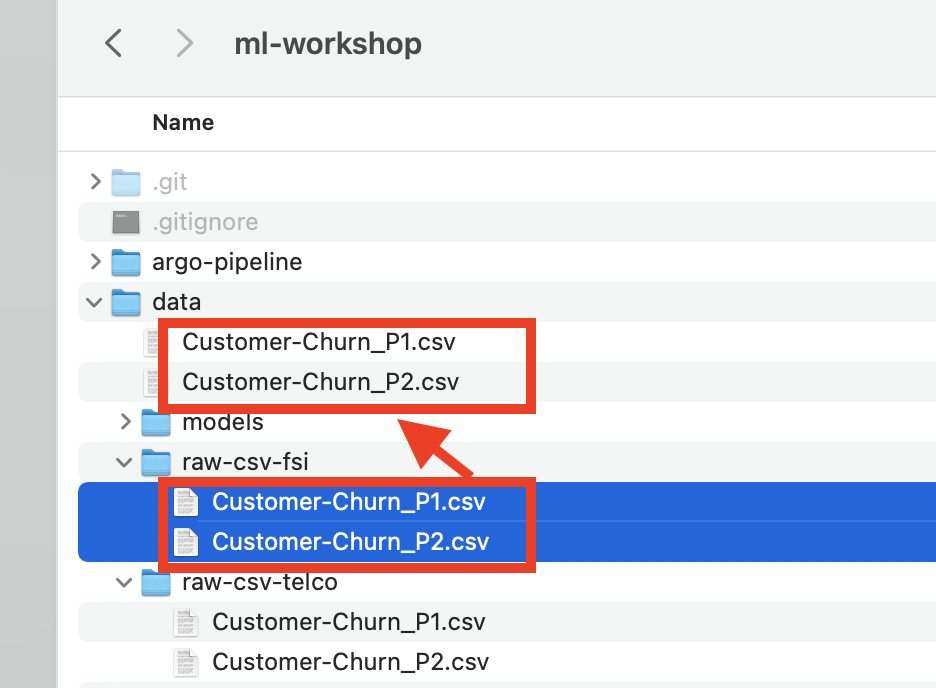 ml-workshop
Name
.git
.gitignore
argo-pipeline
data
Customer-Churn_P1.csv
Customer-Churn_P2.csv
models
raw-csv-fsi
Customer-Churn_P1.csv
Customer-Churn_P2.csv
raw-csv-telco
Customer-Churn_P1.csv
Customer-Churn_P2.csv